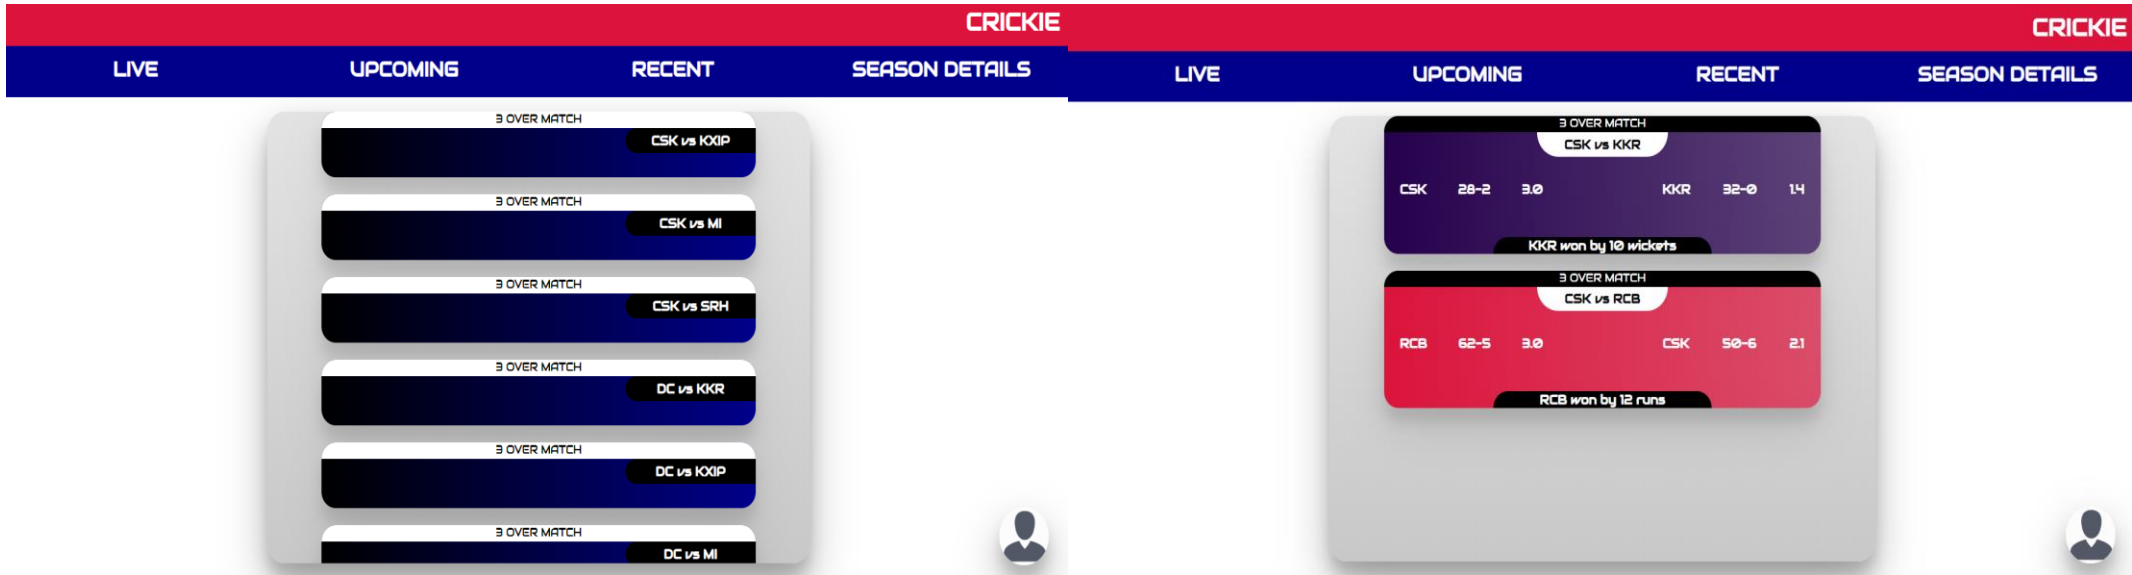 CRICKIE
LIVE UPCOMING RECENT SEASON DETAILS
3 OVER MATCH
CSK vs KXIP
3 OVER MATCH
CSK vs MI
3 OVER MATCH
CSK vs SRH
3 OVER MATCH
DC vs KKR
3 OVER MATCH
DC vs KXIP
3 OVER MATCH
DC vs MI
CRICKIE
LIVE UPCOMING RECENT SEASON DETAILS
3 OVER MATCH
CSK vs KKR
CSK 28-2 3.0 KKR 32-0 1.4
KKR won by 10 wickets
3 OVER MATCH
CSK vs RCB
RCB 62-5 3.0 CSK 50-6 2.1
RCB won by 12 runs